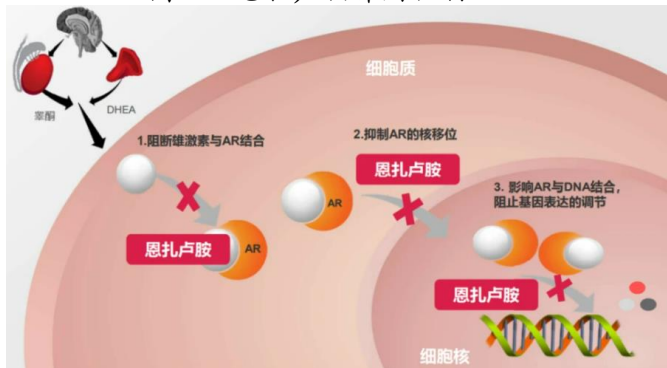 细胞质
睾酮
DHEA
1.阻断雄激素与AR结合
恩扎卢胺
AR
2.抑制AR的核移位
恩扎卢胺
AR
3. 影响AR与DNA结合,
阻止基因表达的调节
恩扎卢胺
细胞核